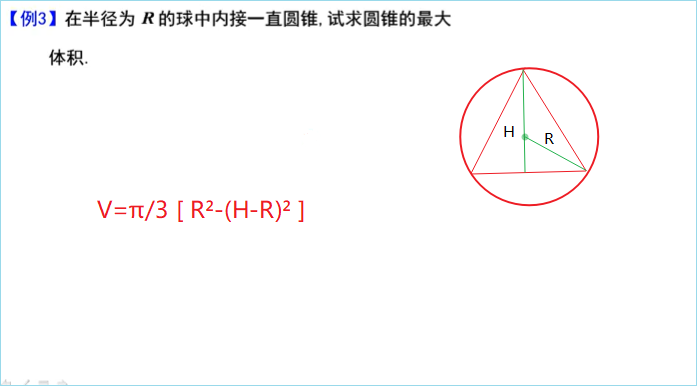 【例3】在半径为 R 的球中内接一直圆锥, 试求圆锥的最大
体积.
H
R
V=π/3 [ R²-(H-R)² ]